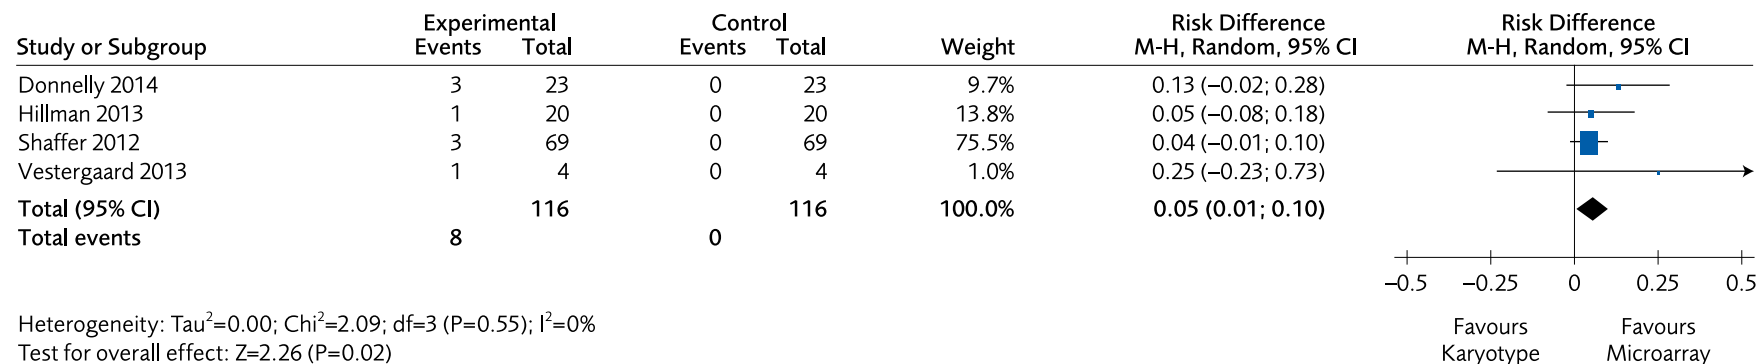 Experimental Control Risk Difference Risk Difference
Study or Subgroup Events Total Events Total Weight M-H, Random, 95% CI M-H, Random, 95% CI
Donnelly 2014 3 23 0 23 9.7% 0.13 (–0.02; 0.28)
Hillman 2013 1 20 0 20 13.8% 0.05 (–0.08; 0.18)
Shaffer 2012 3 69 0 69 75.5% 0.04 (–0.01; 0.10)
Vestergaard 2013 1 4 0 4 1.0% 0.25 (–0.23; 0.73)
Total (95% CI) 116 116 100.0% 0.05 (0.01; 0.10)
Total events 8 0
–0.5 –0.25 0 0.25 0.5
Heterogeneity: Tau²=0.00; Chi²=2.09; df=3 (P=0.55); I²=0%
Test for overall effect: Z=2.26 (P=0.02)
Favours Favours
Karyotype Microarray